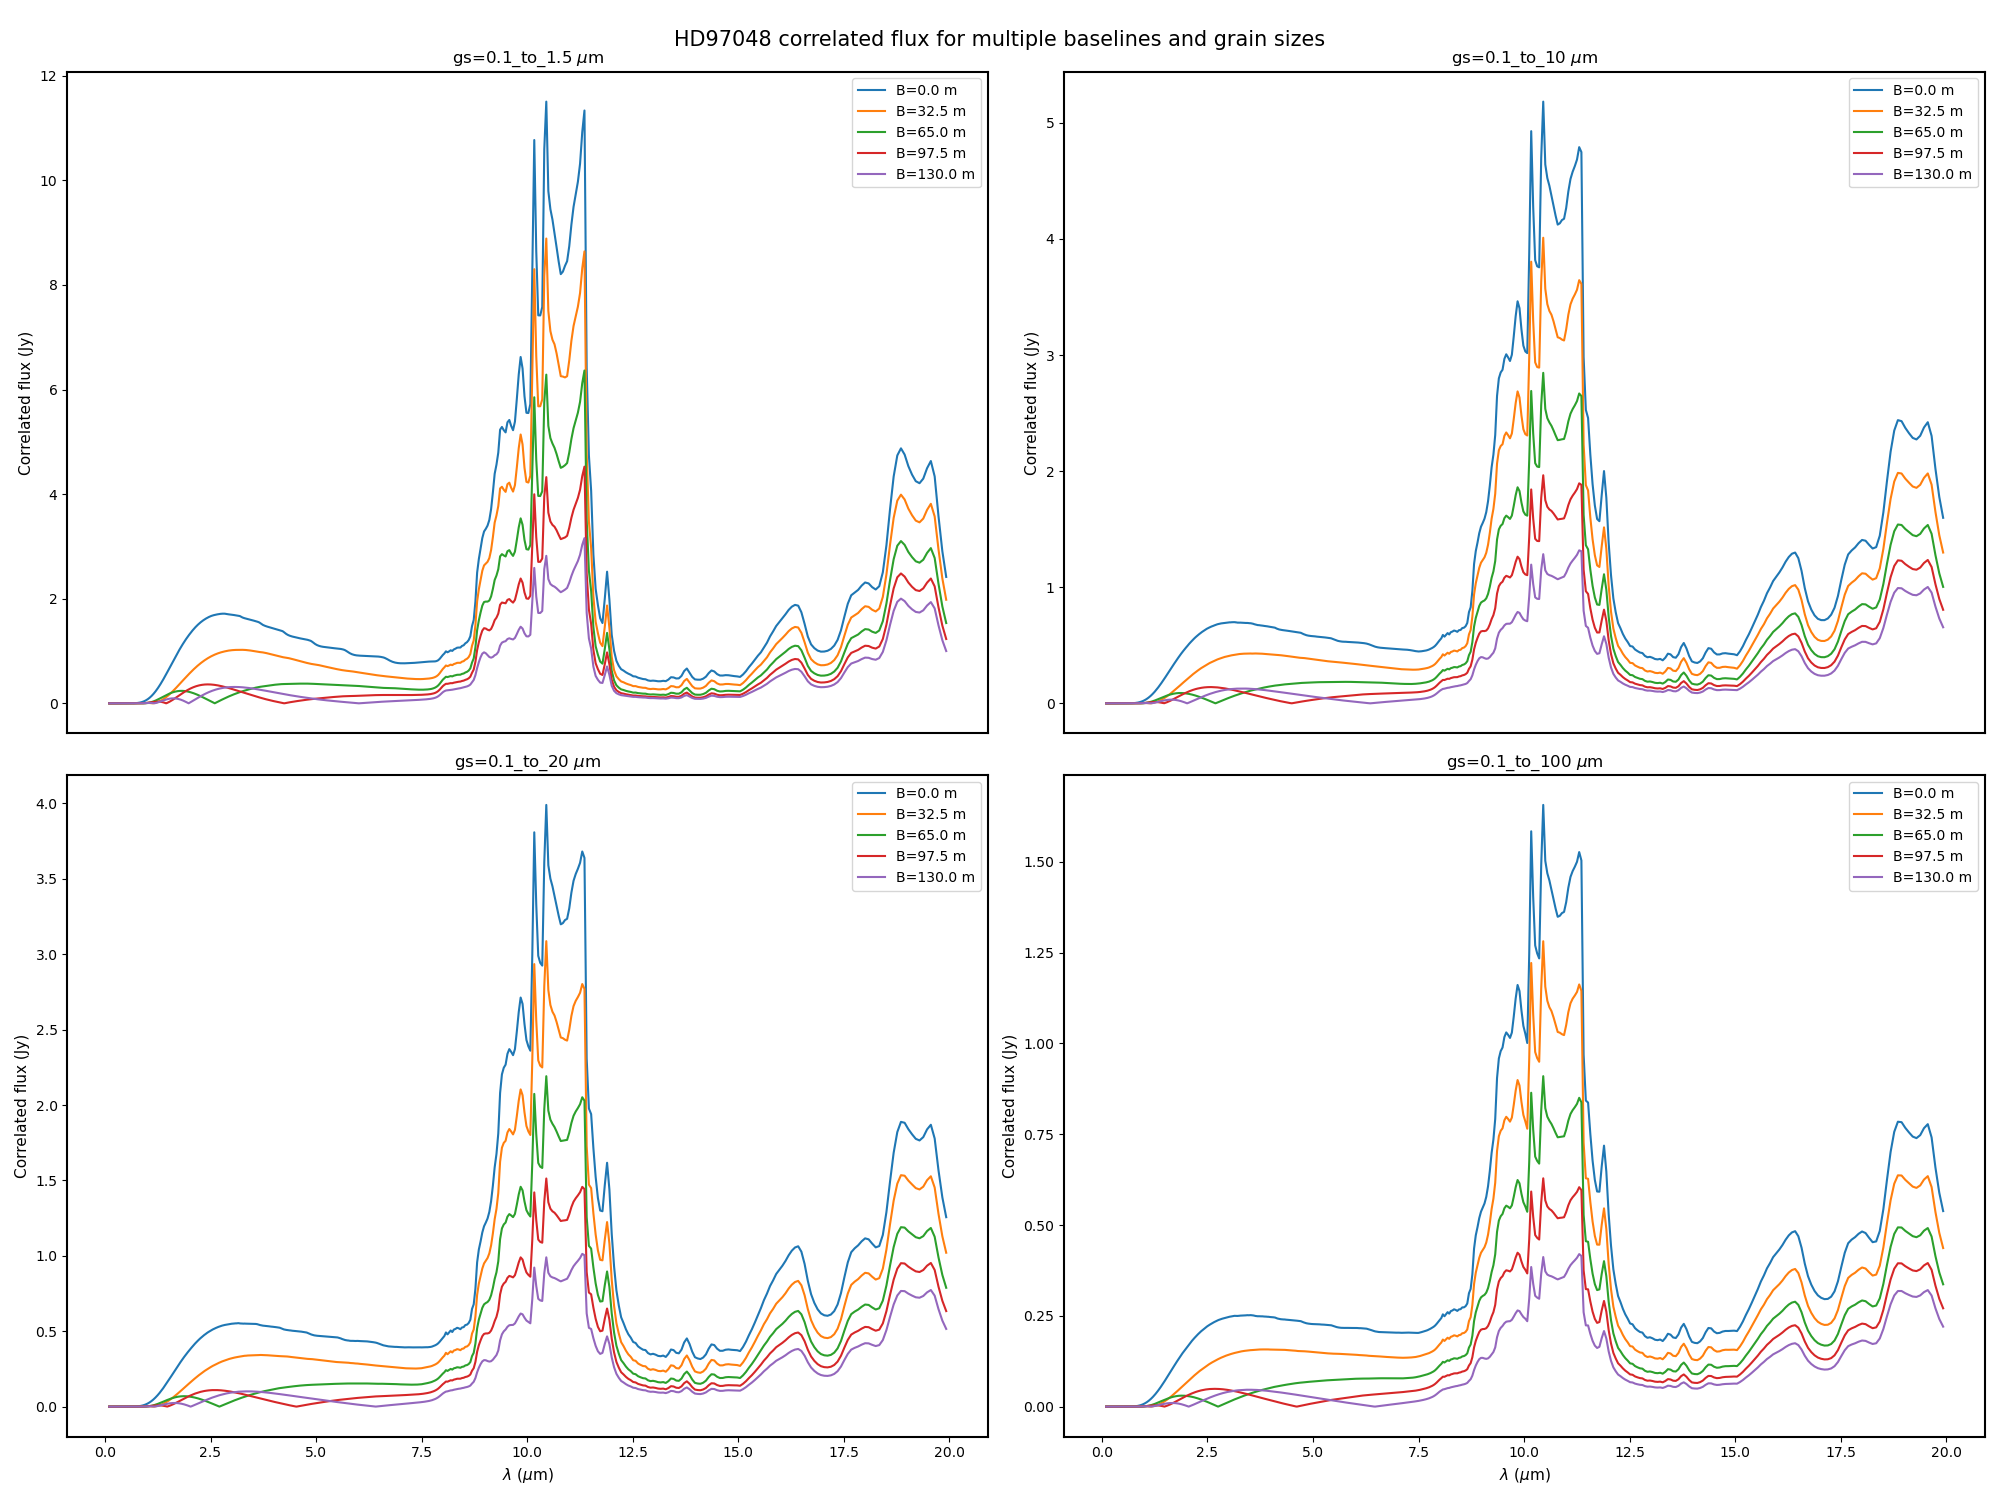 HD97048 correlated flux for multiple baselines and grain sizes
gs=0.1_to_1.5 μm
12
10
8
6
4
2
0
Correlated flux (Jy)
B=0.0 m
B=32.5 m
B=65.0 m
B=97.5 m
B=130.0 m
gs=0.1_to_10 μm
5
4
3
2
1
0
Correlated flux (Jy)
B=0.0 m
B=32.5 m
B=65.0 m
B=97.5 m
B=130.0 m
gs=0.1_to_20 μm
4.0
3.5
3.0
2.5
2.0
1.5
1.0
0.5
0.0
Correlated flux (Jy)
B=0.0 m
B=32.5 m
B=65.0 m
B=97.5 m
B=130.0 m
0.0 2.5 5.0 7.5 10.0 12.5 15.0 17.5 20.0
λ (μm)
gs=0.1_to_100 μm
1.50
1.25
1.00
0.75
0.50
0.25
0.00
Correlated flux (Jy)
B=0.0 m
B=32.5 m
B=65.0 m
B=97.5 m
B=130.0 m
0.0 2.5 5.0 7.5 10.0 12.5 15.0 17.5 20.0
λ (μm)